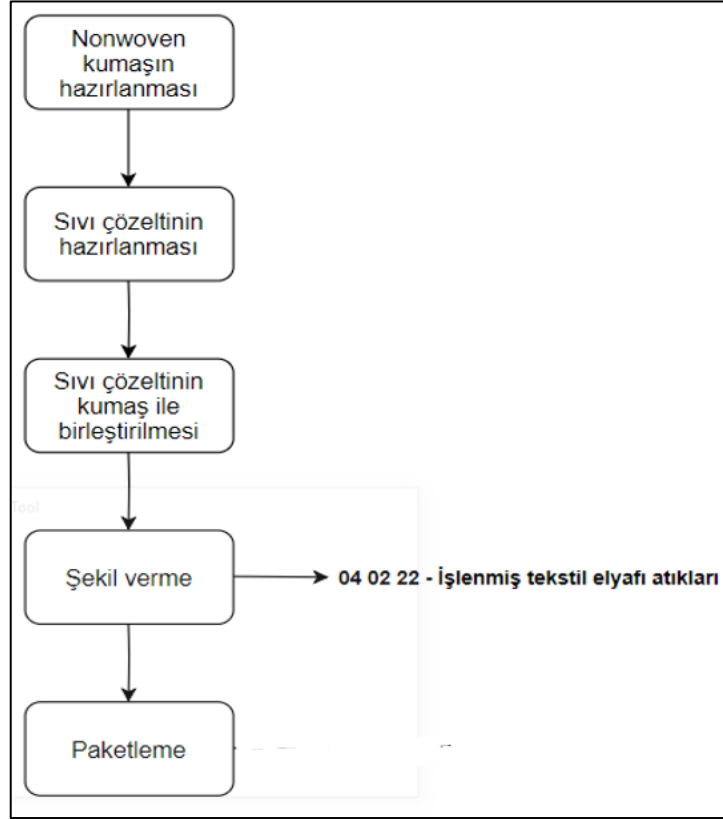 Nonwoven
kumaşın
hazırlanması
Sıvı çözeltinin
hazırlanması
Sıvı çözeltinin
kumaş ile
birleştirilmesi
Tool
Şekil verme
04 02 22 - İşlenmiş tekstil elyafı atıkları
Paketleme